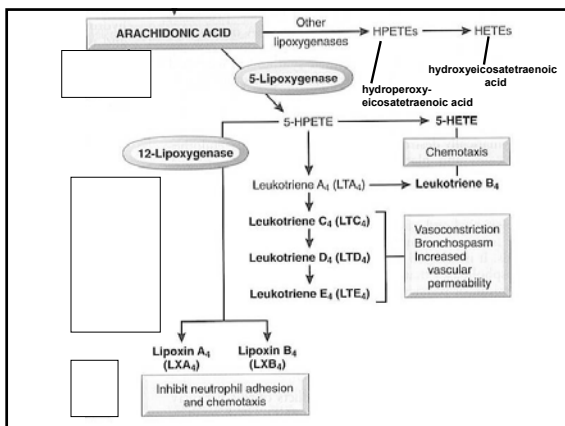 Other
ARACHIDONIC ACID
lipoxygenases
HPETEs
HETEs
hydroxyeicosatetraenoic
acid
5-Lipoxygenase
hydroperoxy-
eicosatetraenoic acid
5-HPETE
5-HETE
12-Lipoxygenase
Chemotaxis
Leukotriene A₄ (LTA₄)
Leukotriene B₄
Leukotriene C₄ (LTC₄)
Leukotriene D₄ (LTD₄)
Leukotriene E₄ (LTE₄)
Vasoconstriction
Bronchospasm
Increased
vascular
permeability
Lipoxin A₄
(LXA₄)
Lipoxin B₄
(LXB₄)
Inhibit neutrophil adhesion
and chemotaxis